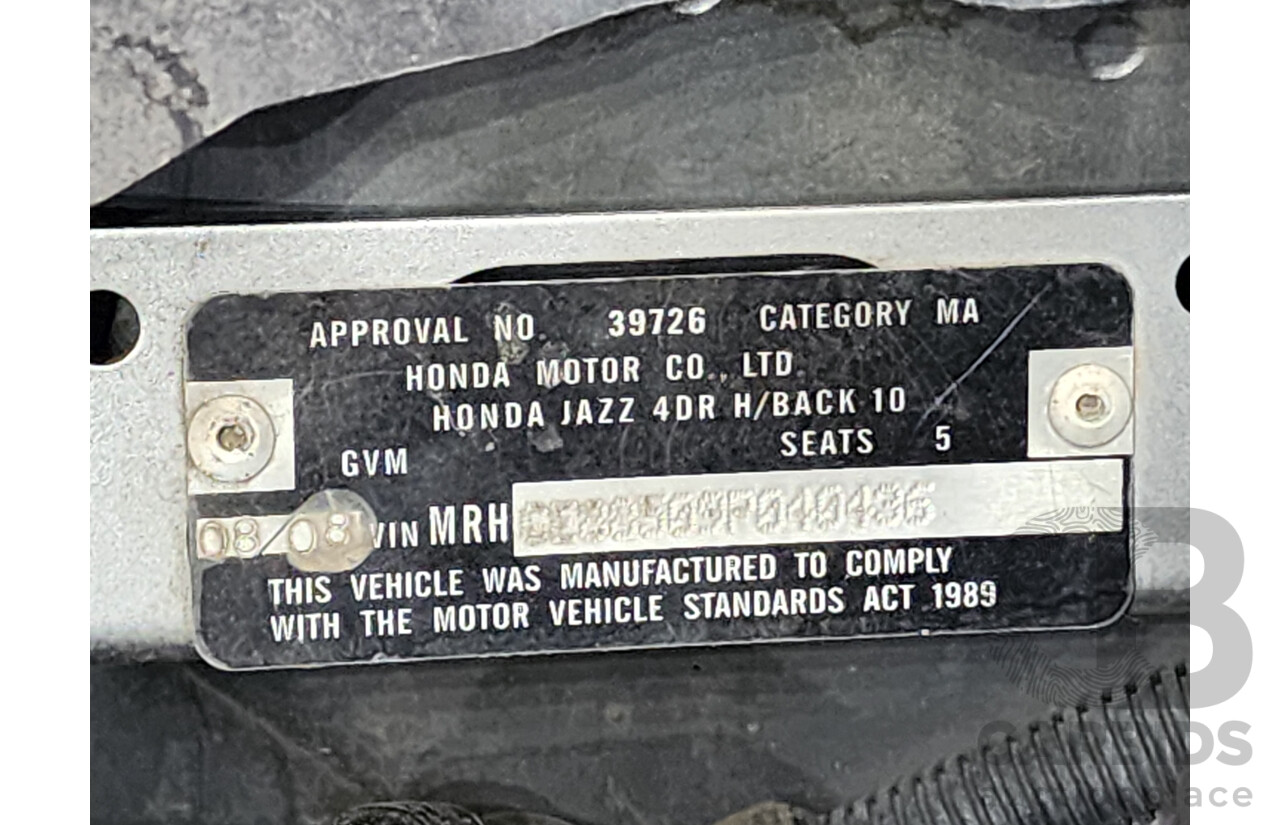 APPROVAL NO. 39726 CATEGORY MA
HONDA MOTOR CO., LTD.
HONDA JAZZ 4DR H/BACK 10
GVM SEATS 5
08/08 VIN MRH
THIS VEHICLE WAS MANUFACTURED TO COMPLY
WITH THE MOTOR VEHICLE STANDARDS ACT 1989